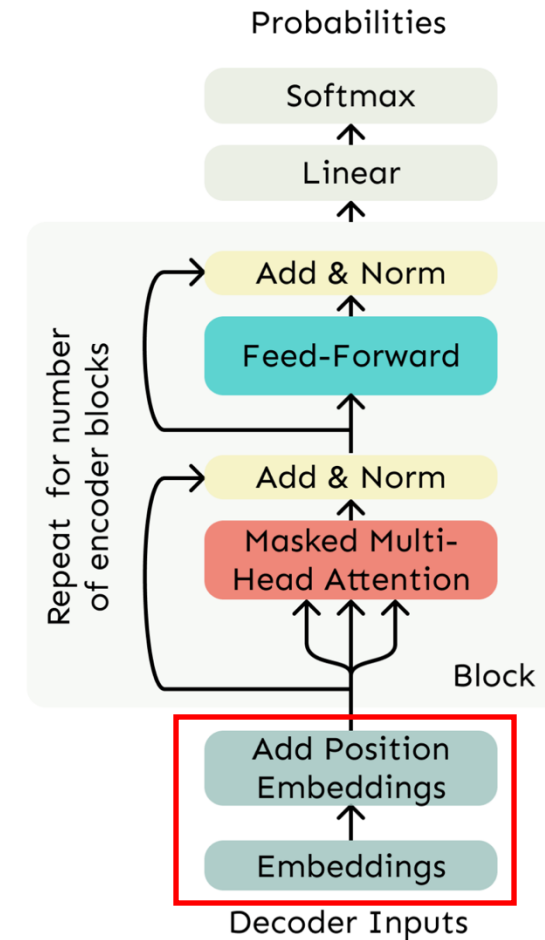 Probabilities
Softmax
Linear
Add & Norm
Feed-Forward
Repeat for number
of encoder blocks
Add & Norm
Masked Multi-
Head Attention
Block
Add Position
Embeddings
Embeddings
Decoder Inputs